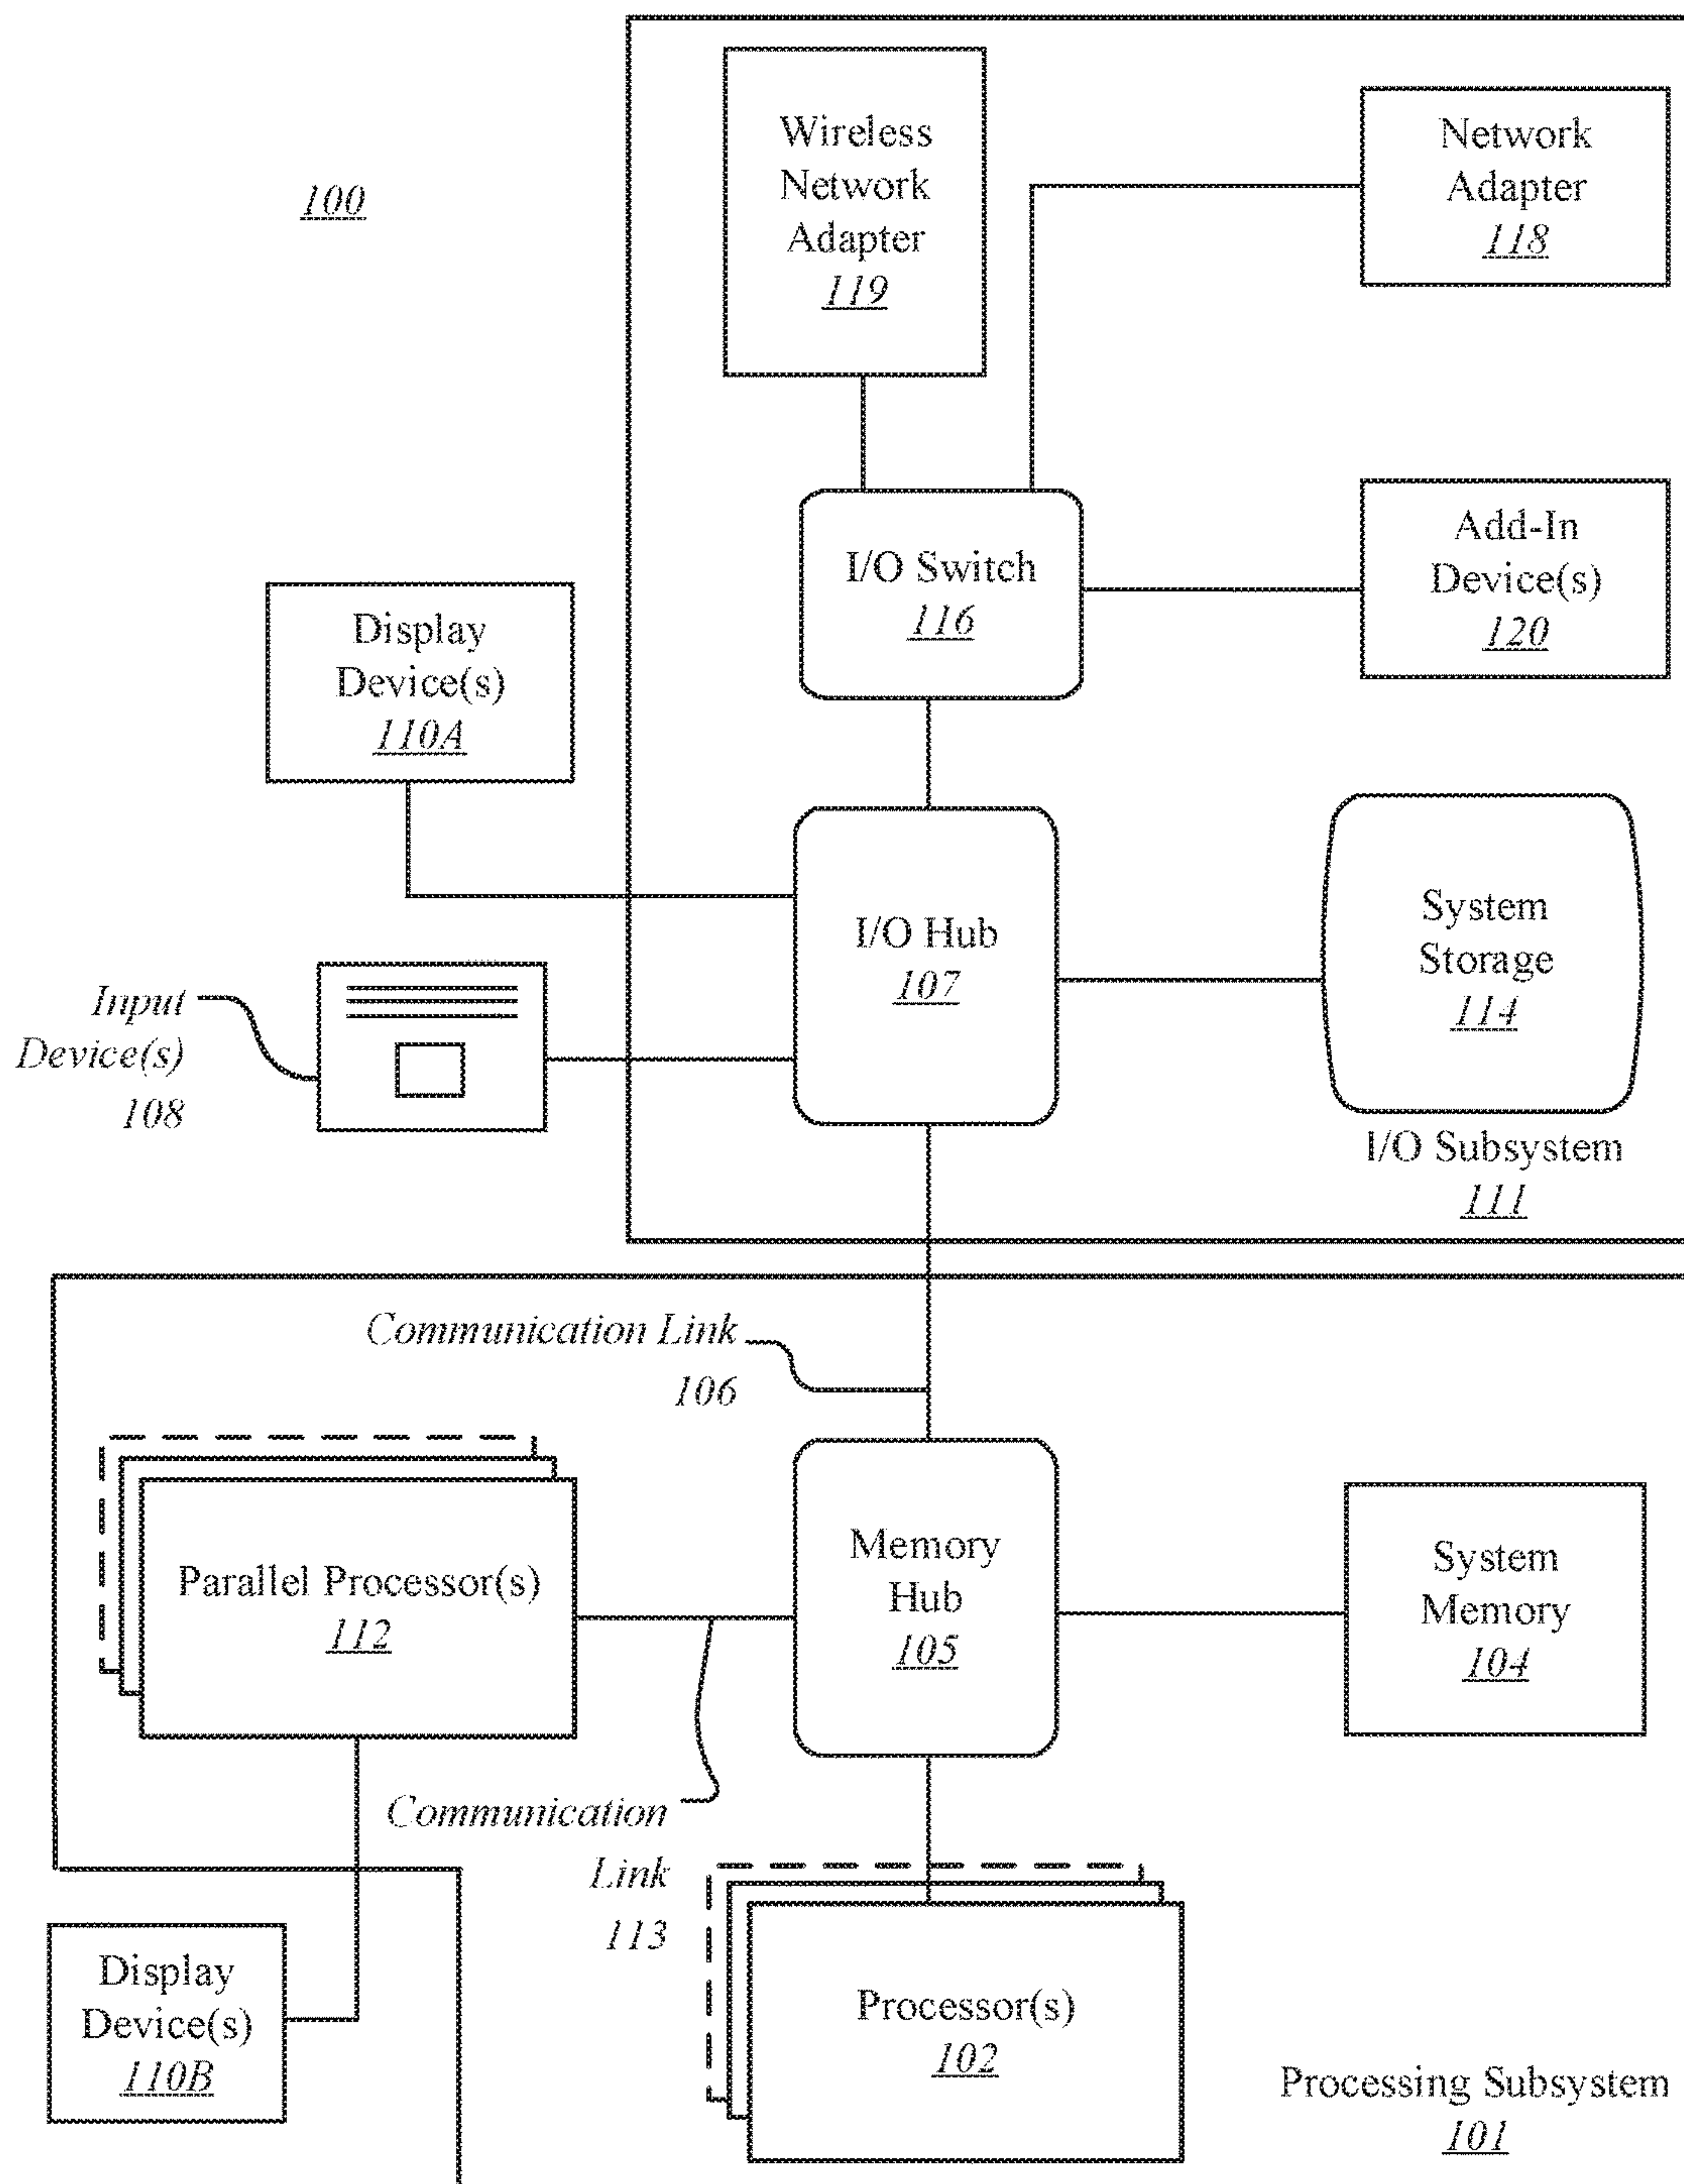 100
Wireless
Network
Adapter
119
Network
Adapter
118
I/O Switch
116
Add-In
Device(s)
120
Display
Device(s)
110A
I/O Hub
107
System
Storage
114
Input
Device(s)
108
I/O Subsystem
111
Communication Link
106
Parallel Processor(s)
112
Memory
Hub
105
System
Memory
104
Communication
Link
113
Display
Device(s)
110B
Processor(s)
102
Processing Subsystem
101